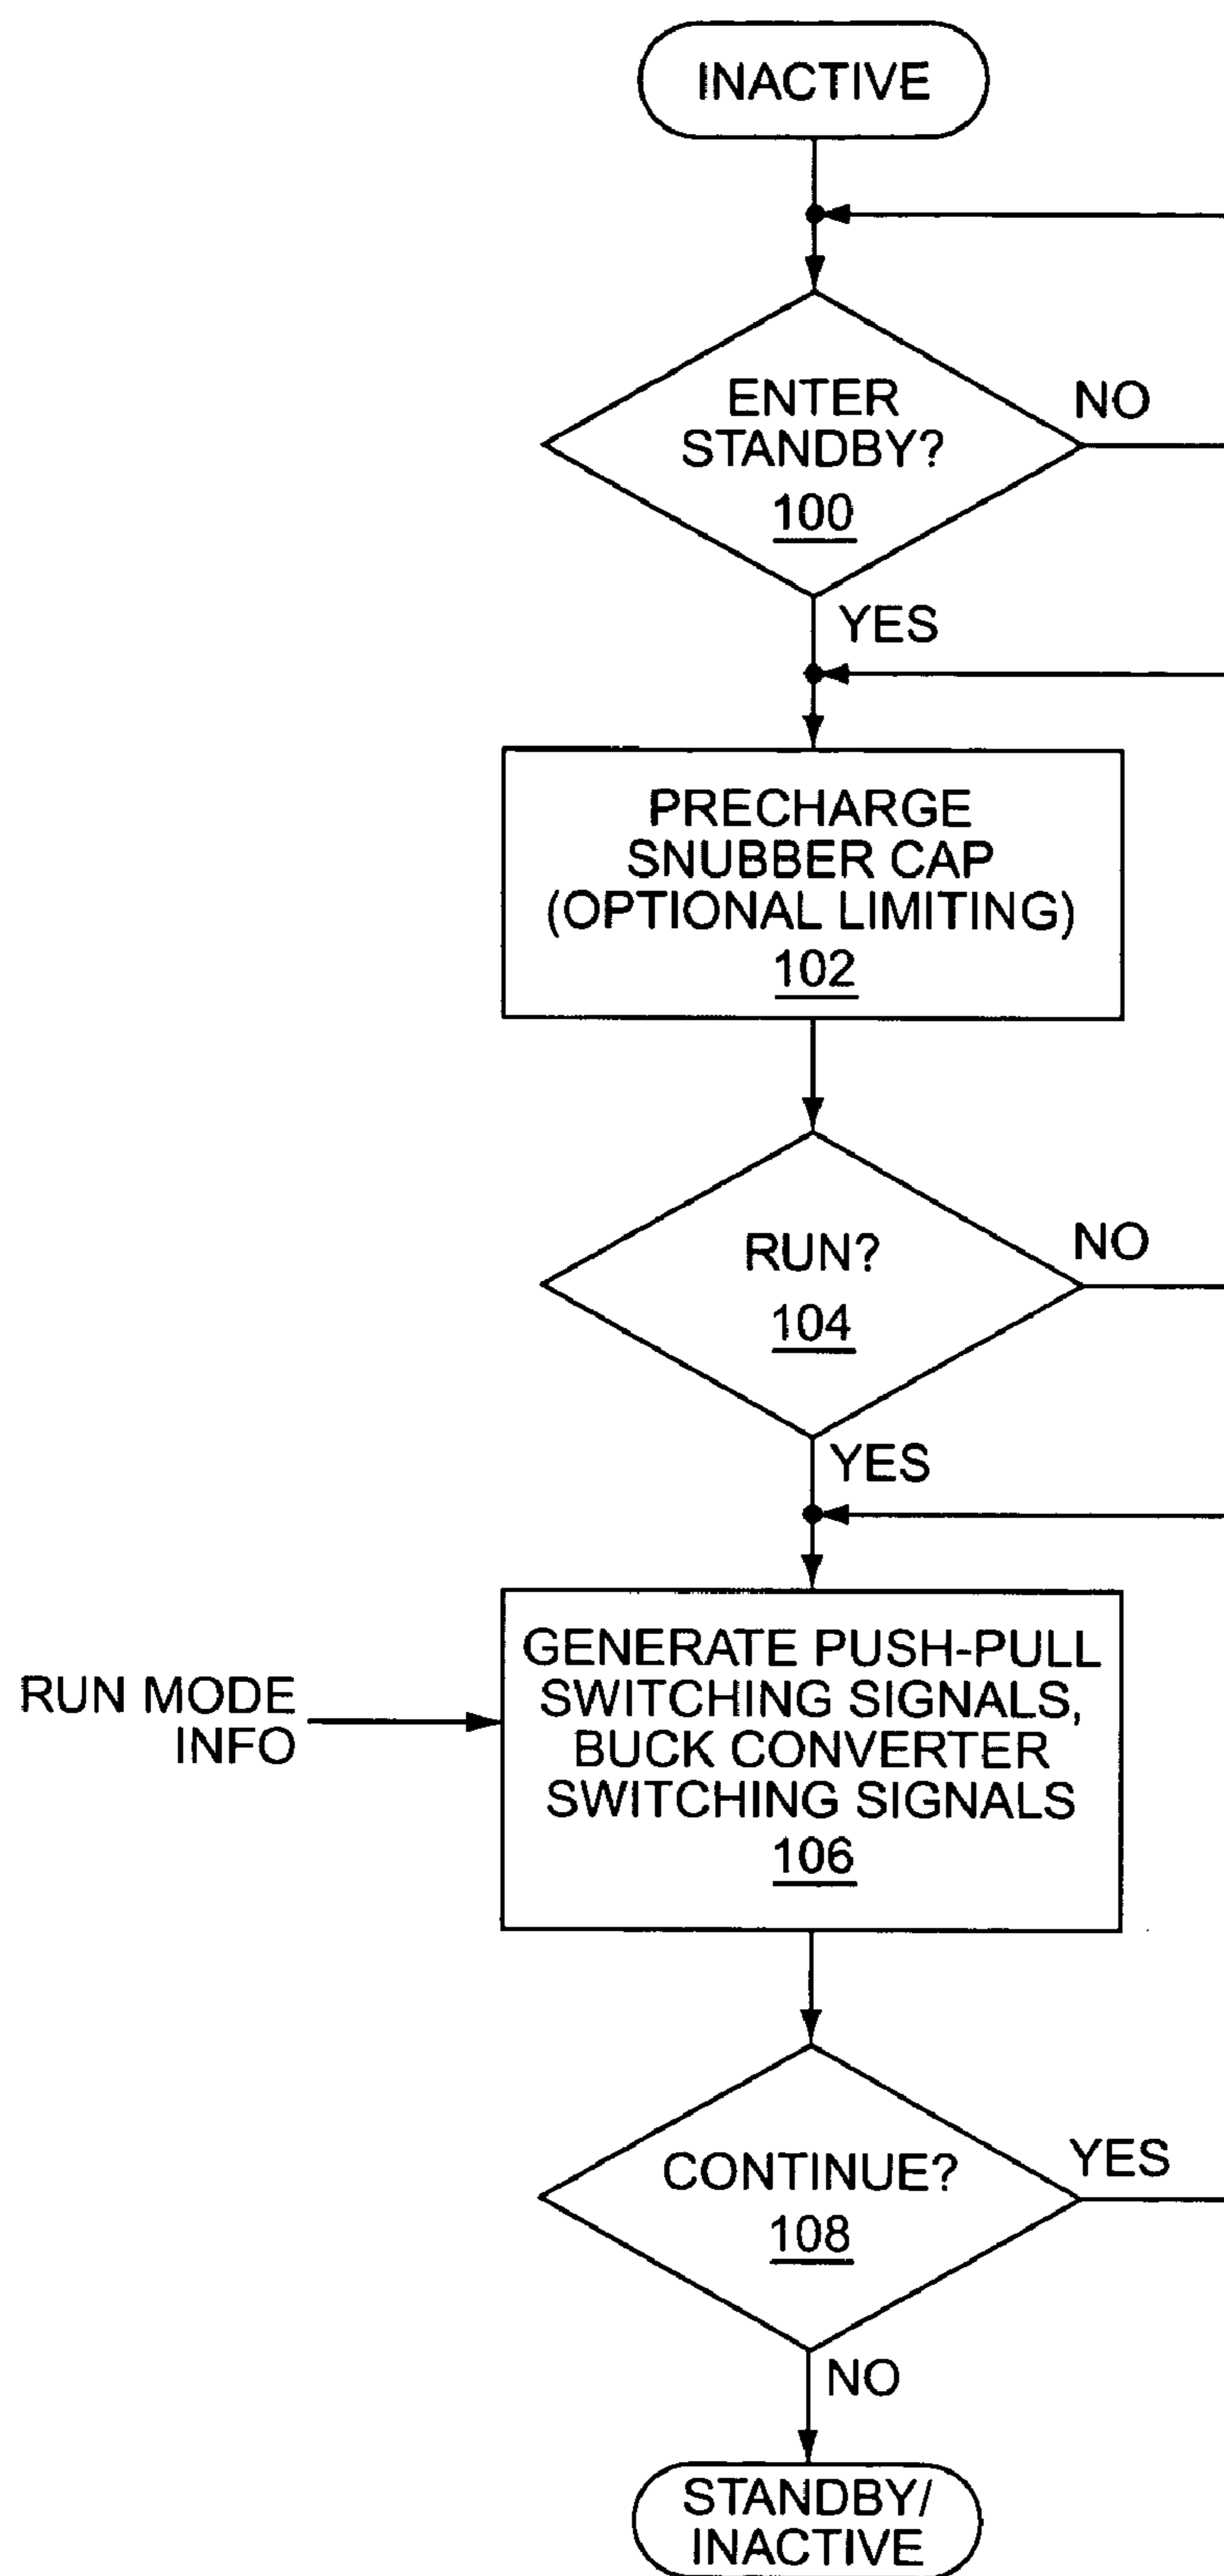 INACTIVE
ENTER
STANDBY?
100
NO
YES
PRECHARGE
SNUBBER CAP
(OPTIONAL LIMITING)
102
RUN?
104
NO
YES
RUN MODE
INFO
GENERATE PUSH-PULL
SWITCHING SIGNALS,
BUCK CONVERTER
SWITCHING SIGNALS
106
CONTINUE?
108
YES
NO
STANDBY/
INACTIVE